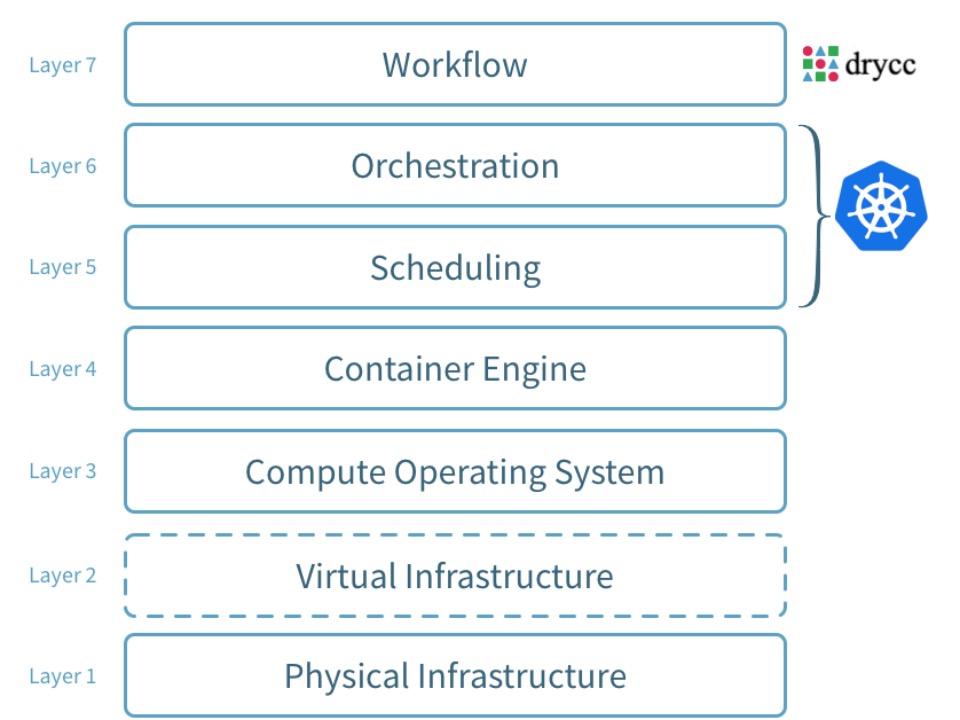 Layer 7 Workflow drycc
Layer 6 Orchestration
Layer 5 Scheduling
Layer 4 Container Engine
Layer 3 Compute Operating System
Layer 2 Virtual Infrastructure
Layer 1 Physical Infrastructure